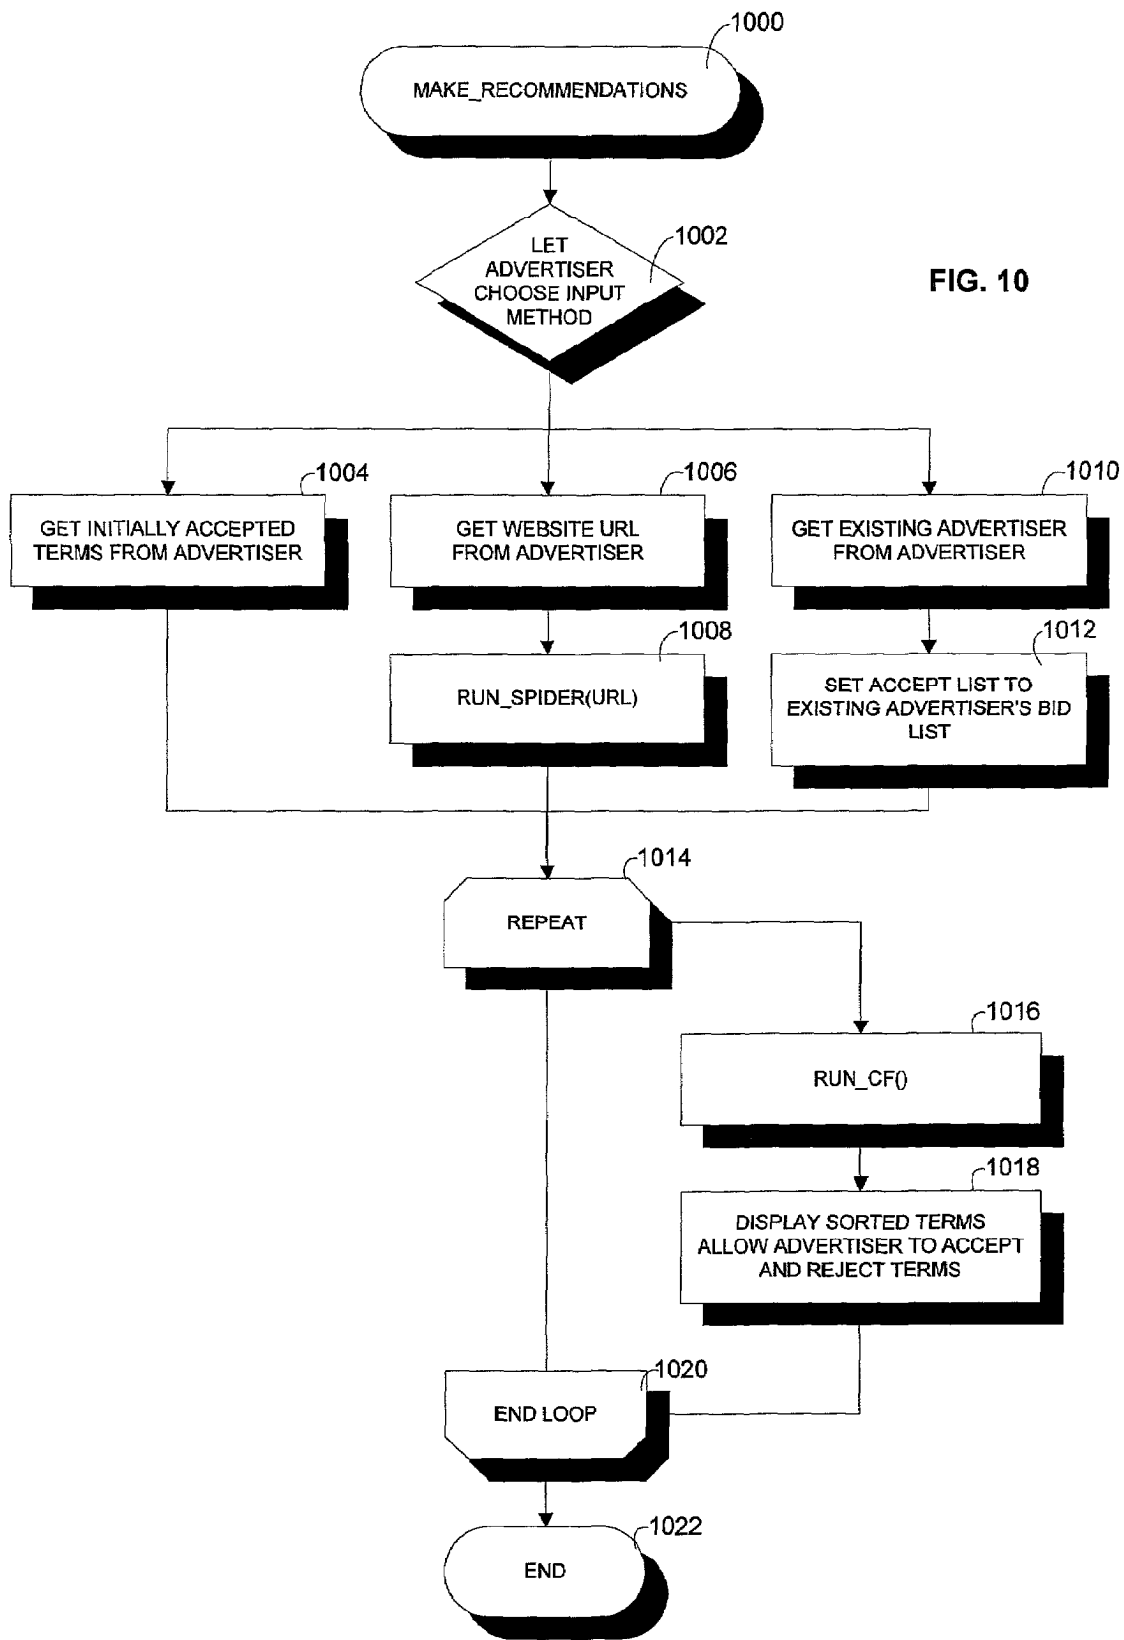 1000
MAKE_RECOMMENDATIONS
1002
LET
ADVERTISER
CHOOSE INPUT
METHOD
FIG. 10
1004
1006
1010
GET INITIALLY ACCEPTED
TERMS FROM ADVERTISER
GET WEBSITE URL
FROM ADVERTISER
GET EXISTING ADVERTISER
FROM ADVERTISER
1008
1012
RUN_SPIDER(URL)
SET ACCEPT LIST TO
EXISTING ADVERTISER'S BID
LIST
1014
REPEAT
1016
RUN_CF()
1018
DISPLAY SORTED TERMS
ALLOW ADVERTISER TO ACCEPT
AND REJECT TERMS
1020
END LOOP
1022
END